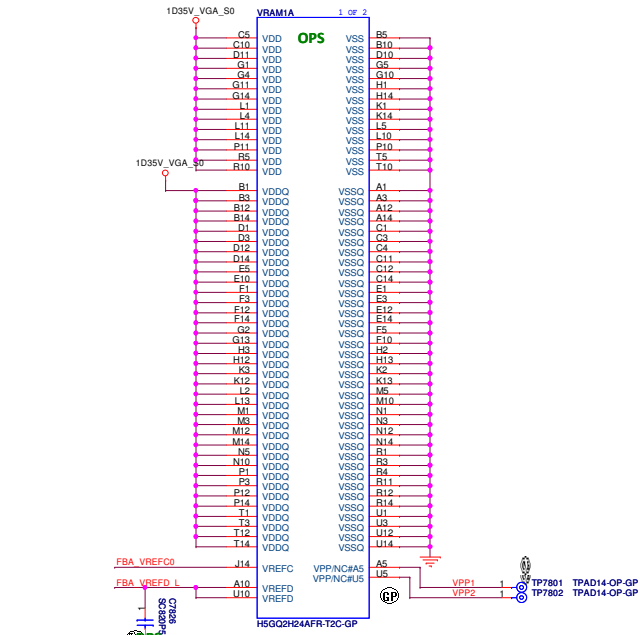 1D35V_VGA_S0
VRAM1A 1 OF 2
OPS
C5 VDD VSS B5
C10 VDD VSS B10
D11 VDD VSS D10
G1 VDD VSS G5
G4 VDD VSS G10
G11 VDD VSS H1
G14 VDD VSS H14
L1 VDD VSS K1
L4 VDD VSS K14
L11 VDD VSS L5
L14 VDD VSS L10
P11 VDD VSS P10
R5 VDD VSS T5
R10 VDD VSS T10
1D35V_VGA_S0
B1 VDDQ VSSQ A1
B3 VDDQ VSSQ A3
B12 VDDQ VSSQ A12
B14 VDDQ VSSQ A14
D1 VDDQ VSSQ C1
D3 VDDQ VSSQ C3
D12 VDDQ VSSQ C4
D14 VDDQ VSSQ C11
E5 VDDQ VSSQ C12
E10 VDDQ VSSQ C14
F1 VDDQ VSSQ E1
F3 VDDQ VSSQ E3
F12 VDDQ VSSQ E12
F14 VDDQ VSSQ E14
G2 VDDQ VSSQ F5
G13 VDDQ VSSQ F10
H3 VDDQ VSSQ H2
H12 VDDQ VSSQ H13
K3 VDDQ VSSQ K2
K12 VDDQ VSSQ K13
L2 VDDQ VSSQ M5
L13 VDDQ VSSQ M10
M1 VDDQ VSSQ N1
M3 VDDQ VSSQ N3
M12 VDDQ VSSQ N12
M14 VDDQ VSSQ N14
N5 VDDQ VSSQ R1
N10 VDDQ VSSQ R3
P1 VDDQ VSSQ R4
P3 VDDQ VSSQ R11
P12 VDDQ VSSQ R12
P14 VDDQ VSSQ R14
T1 VDDQ VSSQ U1
T3 VDDQ VSSQ U3
T12 VDDQ VSSQ U12
T14 VDDQ VSSQ U14
FBA_VREFC0 J14 VREFC VPP/NC#A5 A5
VPP/NC#U5 U5
FBA_VREFD_L A10 VREFD VPP1 1 TP7801 TPAD14-OP-GP
U10 VREFD VPP2 1 TP7802 TPAD14-OP-GP
GP
H5GQ2H24AFR-T2C-GP
1
C7826
SC820P5